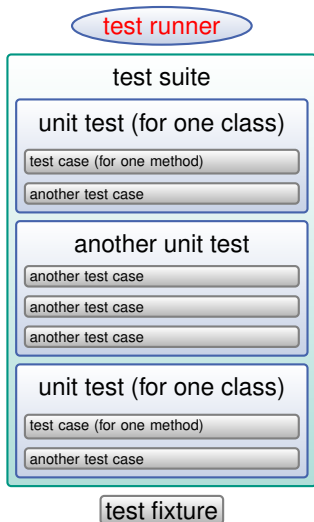 test runner
test suite
unit test (for one class)
test case (for one method)
another test case
another unit test
another test case
another test case
another test case
unit test (for one class)
test case (for one method)
another test case
test fixture